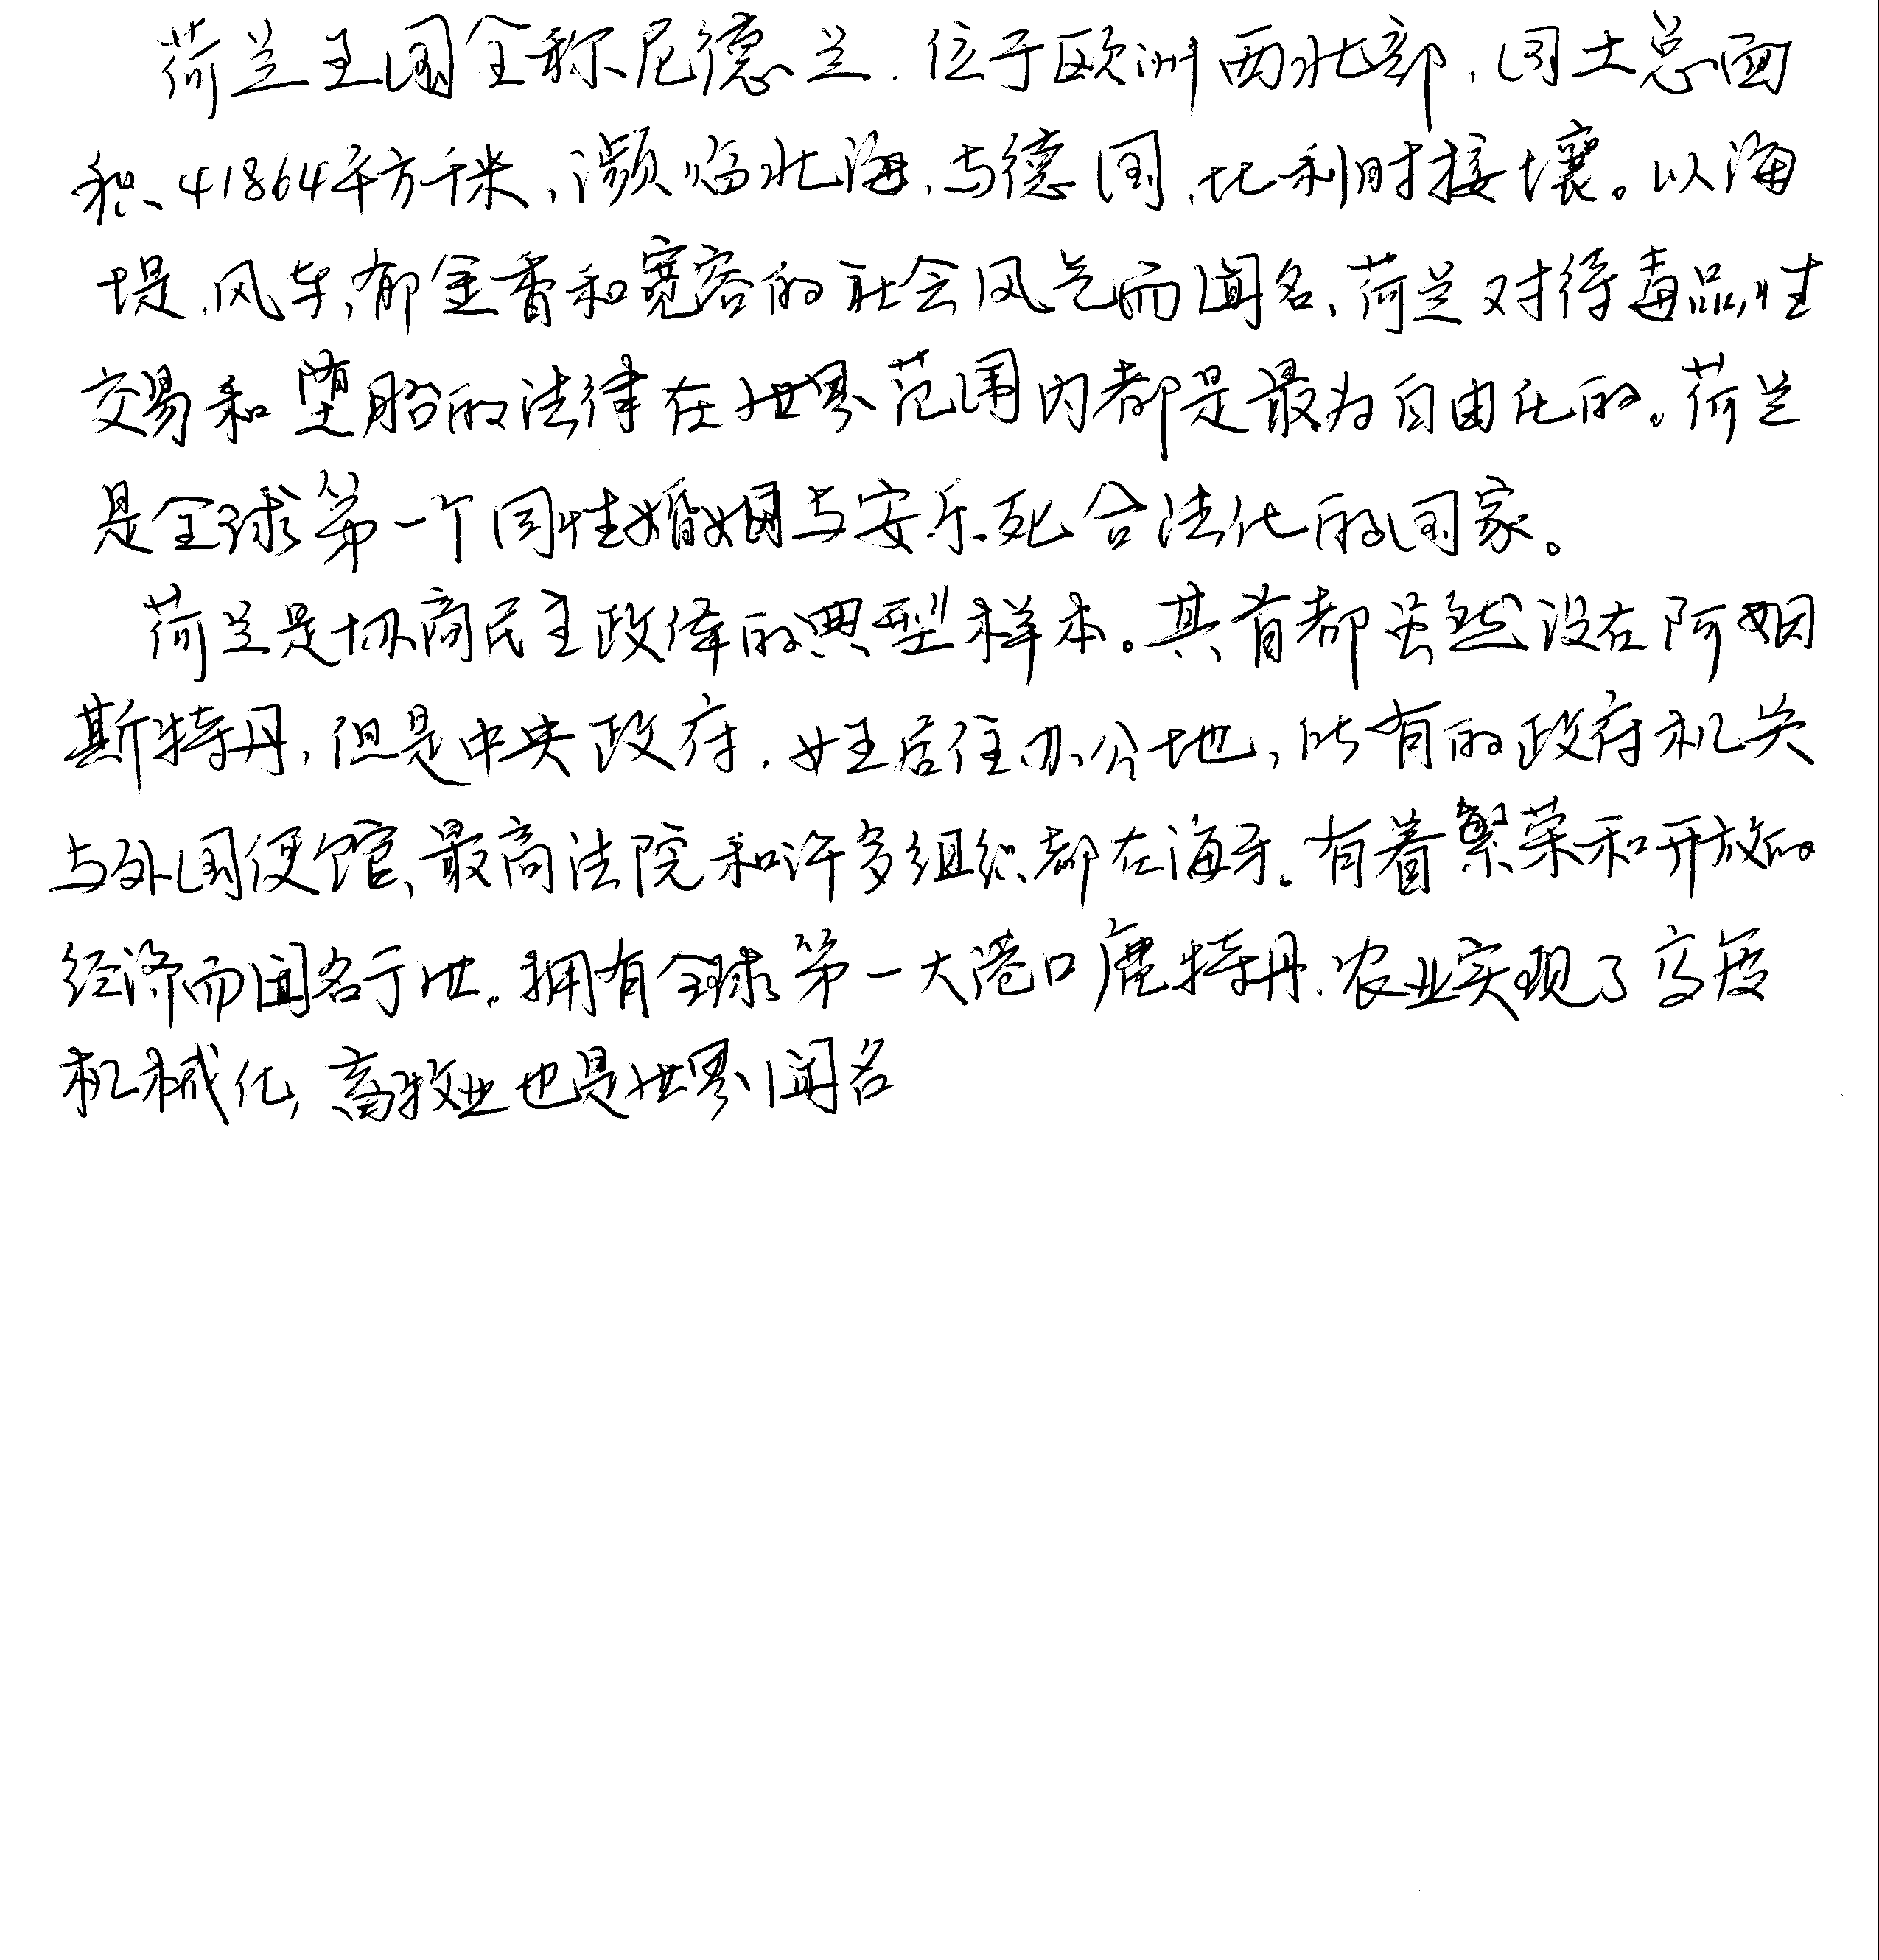 荷兰王国全称尼德兰，位于欧洲西北部，国土总面
积、41864平方千米，濒临北海，与德国、比利时接壤。以海
堤、风车，郁金香和宽容的社会风气而闻名，荷兰对待毒品，性
交易和堕胎的法律在世界范围内都是最为自由化的。荷兰
是全球第一个同性婚姻与安乐死合法化的国家。
荷兰是协商民主政体的典型样本。其首都虽然设在阿姻
斯特丹，但是中央政府，女王居住办公地，所有的政府机关
与外国使馆、最高法院和许多组织都在海牙。有着繁荣和开放的
经济而闻名于世。拥有全球第一大港口鹿特丹，农业实现了高度
机械化，畜牧业也是世界闻名